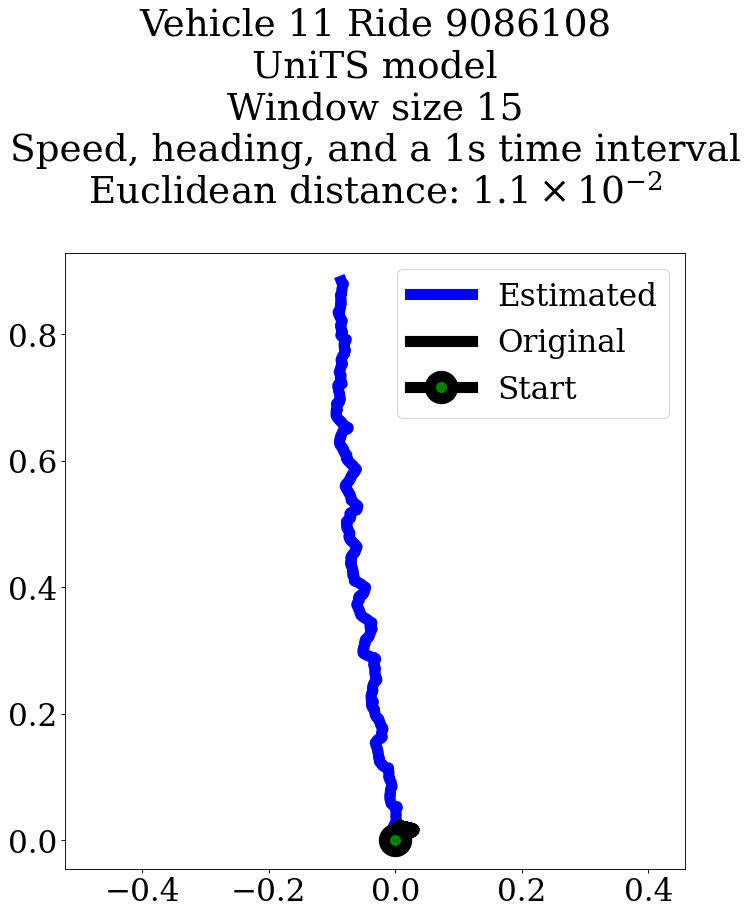 Vehicle 11 Ride 9086108
UniTS model
Window size 15
Speed, heading, and a 1s time interval
Euclidean distance: 1.1 × 10⁻²
Estimated
Original
Start
0.8
0.6
0.4
0.2
0.0
−0.4 −0.2 0.0 0.2 0.4